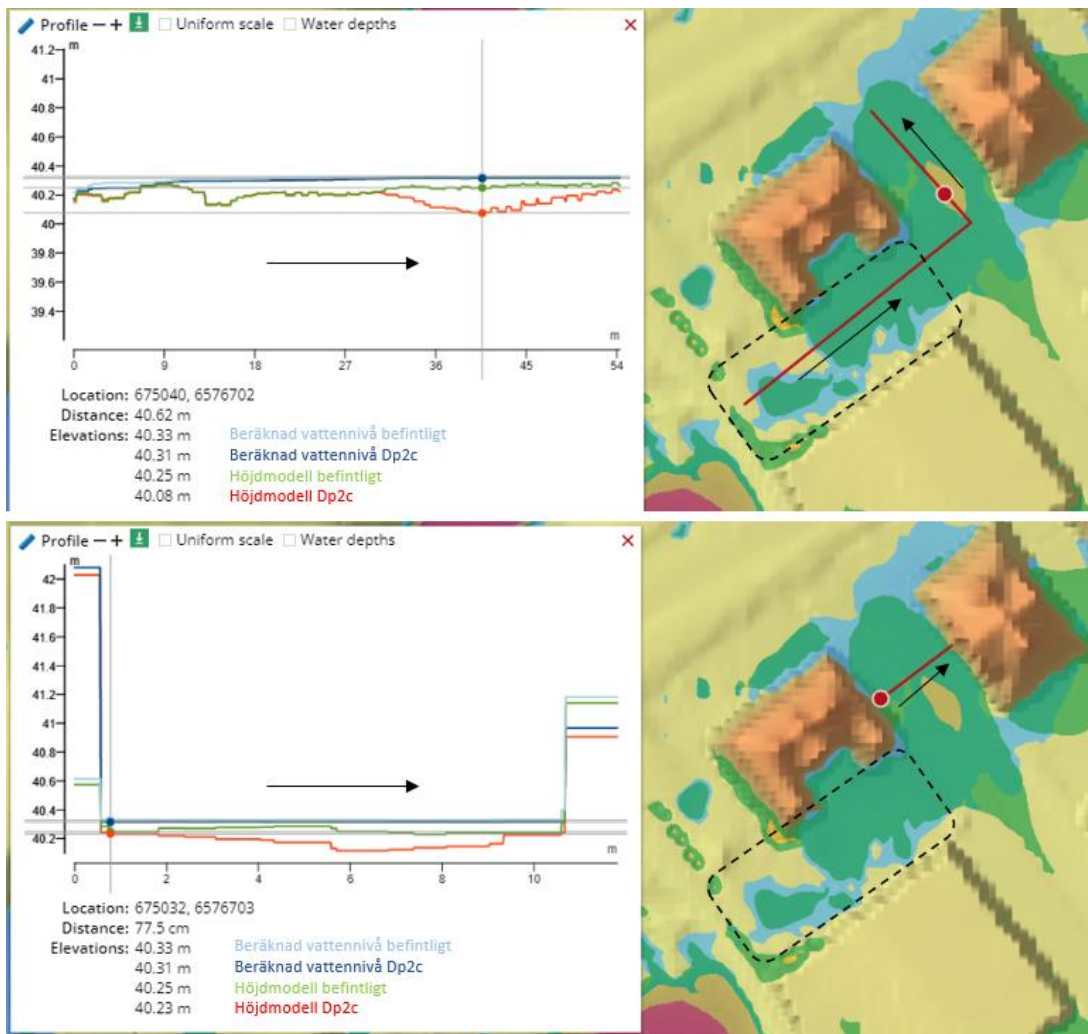 Profile −+ Uniform scale Water depths ×
m
41.2
41
40.8
40.6
40.4
40.2
40
39.8
39.6
39.4
m
0 9 18 27 36 45 54
Location: 675040, 6576702
Distance: 40.62 m
Elevations: 40.33 m Beräknad vattennivå befintligt
40.31 m Beräknad vattennivå Dp2c
40.25 m Höjdmodell befintligt
40.08 m Höjdmodell Dp2c
Profile −+ Uniform scale Water depths ×
m
42
41.8
41.6
41.4
41.2
41
40.8
40.6
40.4
40.2
m
0 2 4 6 8 10
Location: 675032, 6576703
Distance: 77.5 cm
Elevations: 40.33 m Beräknad vattennivå befintligt
40.31 m Beräknad vattennivå Dp2c
40.25 m Höjdmodell befintligt
40.23 m Höjdmodell Dp2c